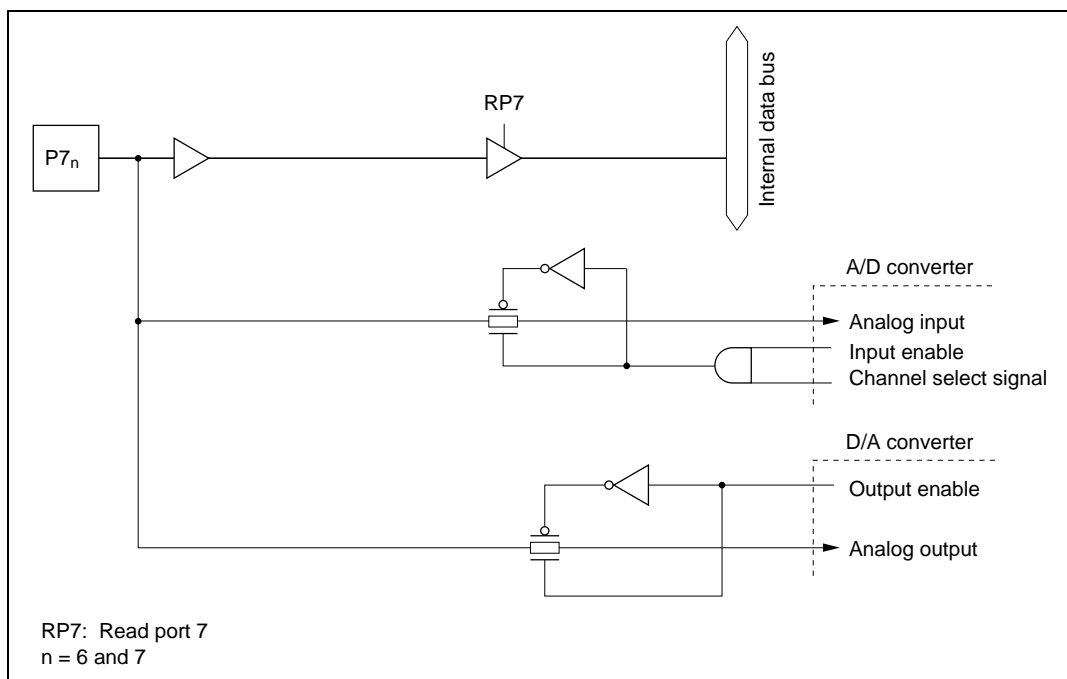 RP7
P7n
Internal data bus
A/D converter
Analog input
Input enable
Channel select signal
D/A converter
Output enable
Analog output
RP7: Read port 7
n = 6 and 7